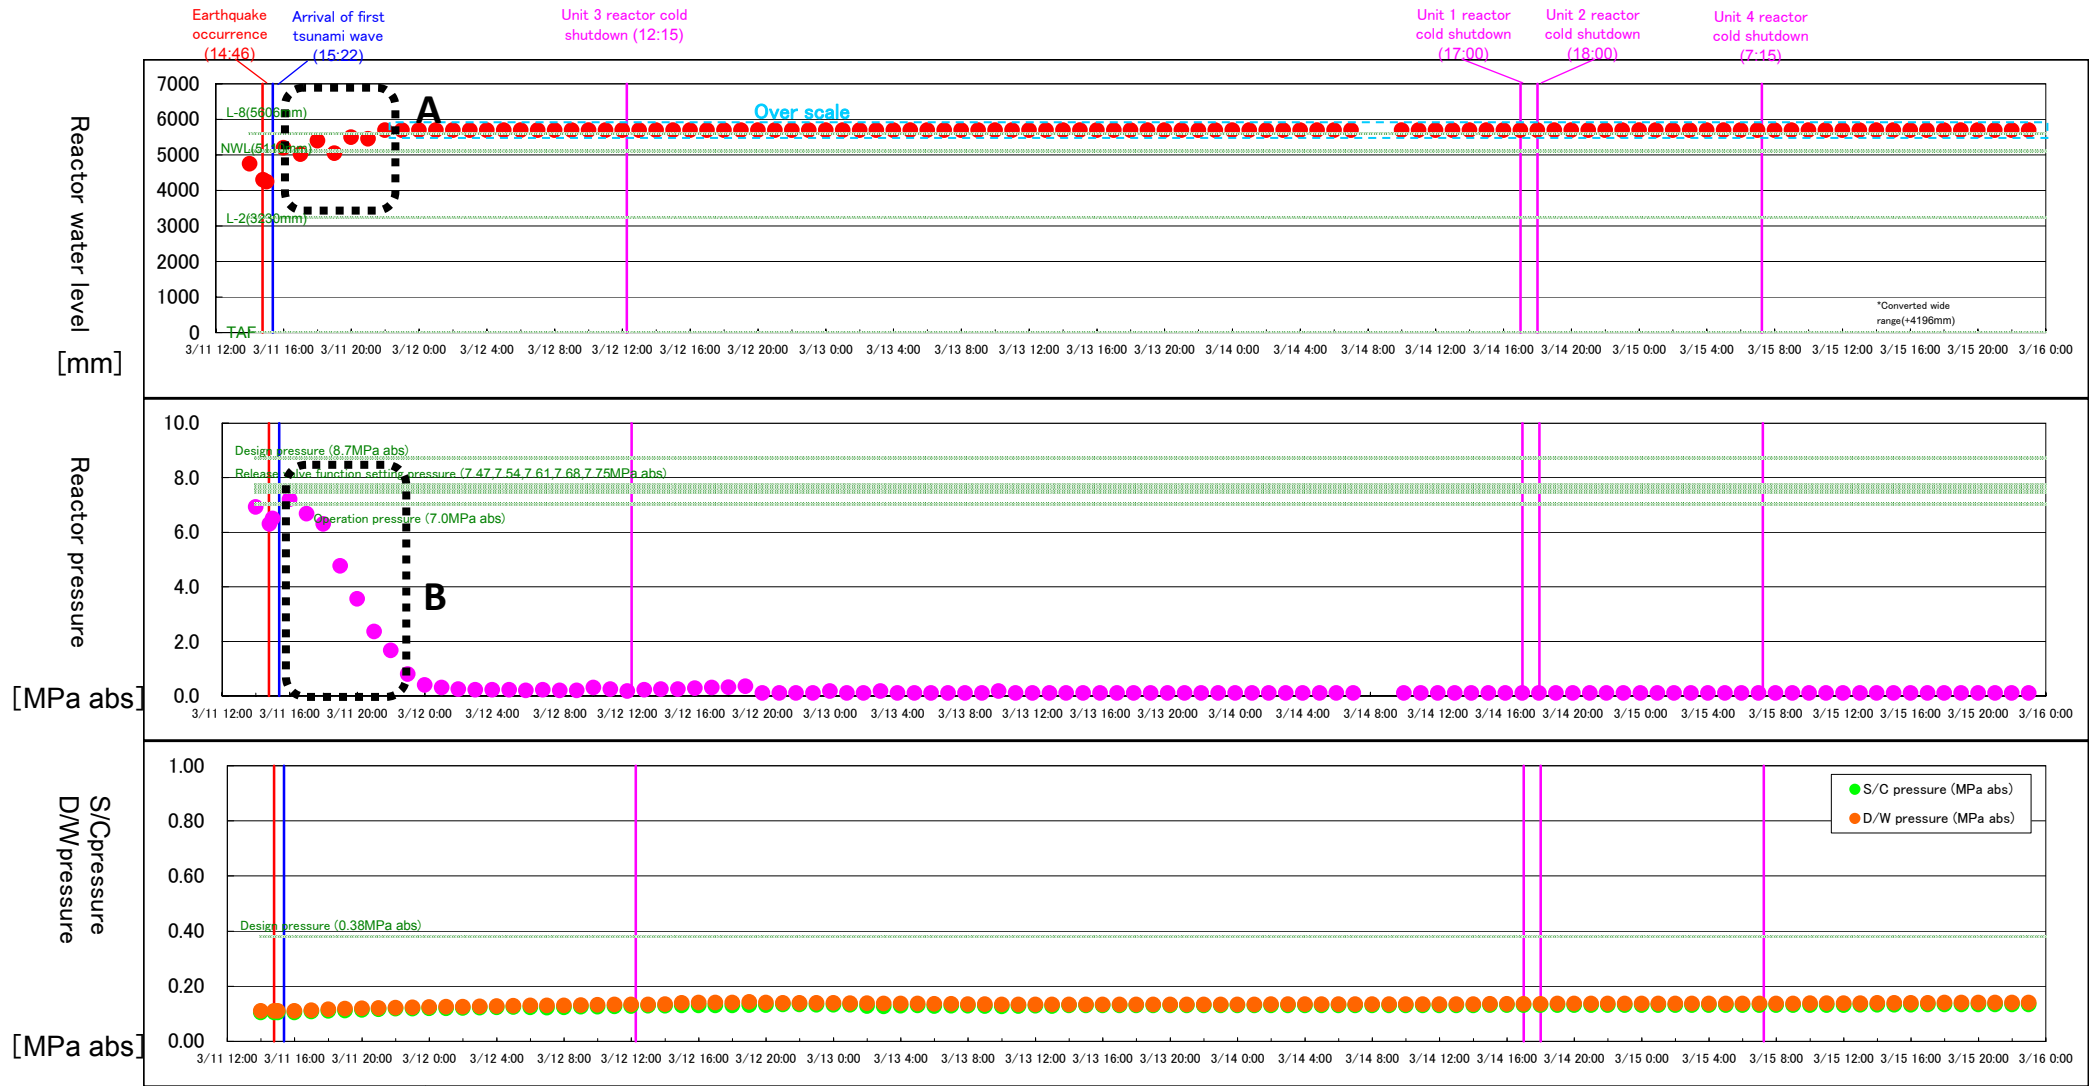 Earthquake
occurrence
(14:46)
Arrival of first
tsunami wave
(15:22)
Unit 3 reactor cold
shutdown (12:15)
Unit 1 reactor
cold shutdown
(17:00)
Unit 2 reactor
cold shutdown
(18:00)
Unit 4 reactor
cold shutdown
(7:15)
Reactor water level
[mm]
7000
6000
5000
4000
3000
2000
1000
0
L-8(5606mm)
L-2(3230mm)
TAF
A
Over scale
*Converted wide
range(+4196mm)
3/11 12:00 3/11 16:00 3/11 20:00 3/12 0:00 3/12 4:00 3/12 8:00 3/12 12:00 3/12 16:00 3/12 20:00 3/13 0:00 3/13 4:00 3/13 8:00 3/13 12:00 3/13 16:00 3/13 20:00 3/14 0:00 3/14 4:00 3/14 8:00 3/14 12:00 3/14 16:00 3/14 20:00 3/15 0:00 3/15 4:00 3/15 8:00 3/15 12:00 3/15 16:00 3/15 20:00 3/16 0:00
Reactor pressure
[MPa abs]
10.0
8.0
6.0
4.0
2.0
0.0
Design pressure (8.7MPa abs)
Release valve function setting pressure (7.47,7.54,7.61,7.68,7.75MPa abs)
Operation pressure (7.0MPa abs)
B
3/11 12:00 3/11 16:00 3/11 20:00 3/12 0:00 3/12 4:00 3/12 8:00 3/12 12:00 3/12 16:00 3/12 20:00 3/13 0:00 3/13 4:00 3/13 8:00 3/13 12:00 3/13 16:00 3/13 20:00 3/14 0:00 3/14 4:00 3/14 8:00 3/14 12:00 3/14 16:00 3/14 20:00 3/15 0:00 3/15 4:00 3/15 8:00 3/15 12:00 3/15 16:00 3/15 20:00 3/16 0:00
S/Cpressure
D/Wpressure
[MPa abs]
1.00
0.80
0.60
0.40
0.20
0.00
Design pressure (0.38MPa abs)
S/C pressure (MPa abs)
D/W pressure (MPa abs)
3/11 12:00 3/11 16:00 3/11 20:00 3/12 0:00 3/12 4:00 3/12 8:00 3/12 12:00 3/12 16:00 3/12 20:00 3/13 0:00 3/13 4:00 3/13 8:00 3/13 12:00 3/13 16:00 3/13 20:00 3/14 0:00 3/14 4:00 3/14 8:00 3/14 12:00 3/14 16:00 3/14 20:00 3/15 0:00 3/15 4:00 3/15 8:00 3/15 12:00 3/15 16:00 3/15 20:00 3/16 0:00